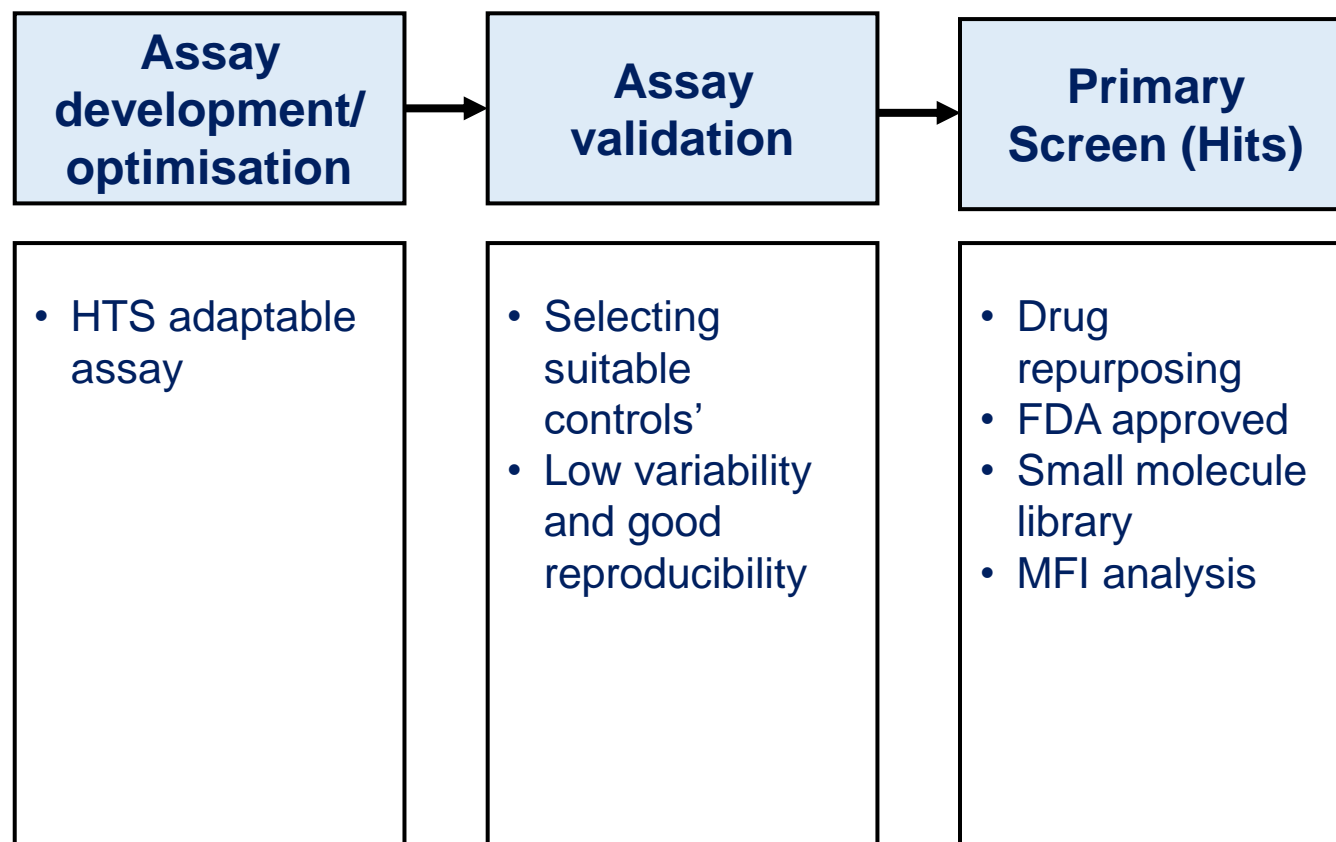 Assay
development/
optimisation
Assay
validation
Primary
Screen (Hits)
• HTS adaptable
assay
• Selecting
suitable
controls’
• Low variability
and good
reproducibility
• Drug
repurposing
• FDA approved
• Small molecule
library
• MFI analysis